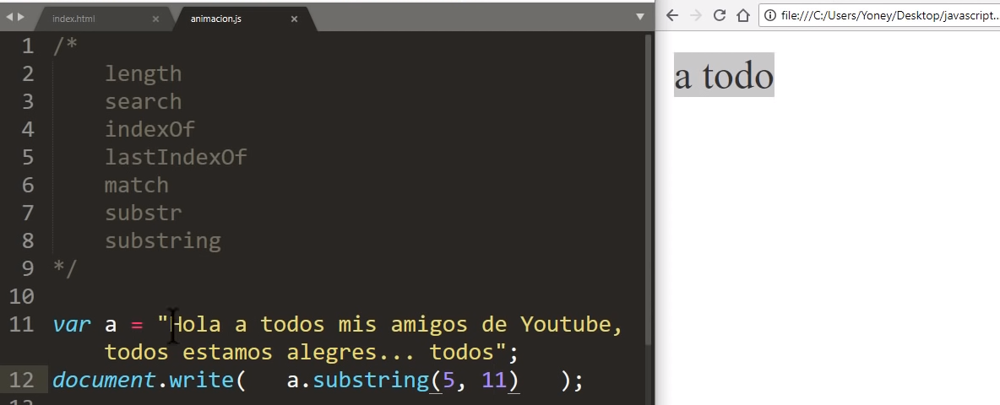 index.html × animacion.js ×
file:///C:/Users/Yoney/Desktop/javascript...
1 /*
2 length
3 search
4 indexOf
5 lastIndexOf
6 match
7 substr
8 substring
9 */
10
11 var a = "Hola a todos mis amigos de Youtube,
todos estamos alegres... todos";
12 document.write( a.substring(5, 11) );
a todo